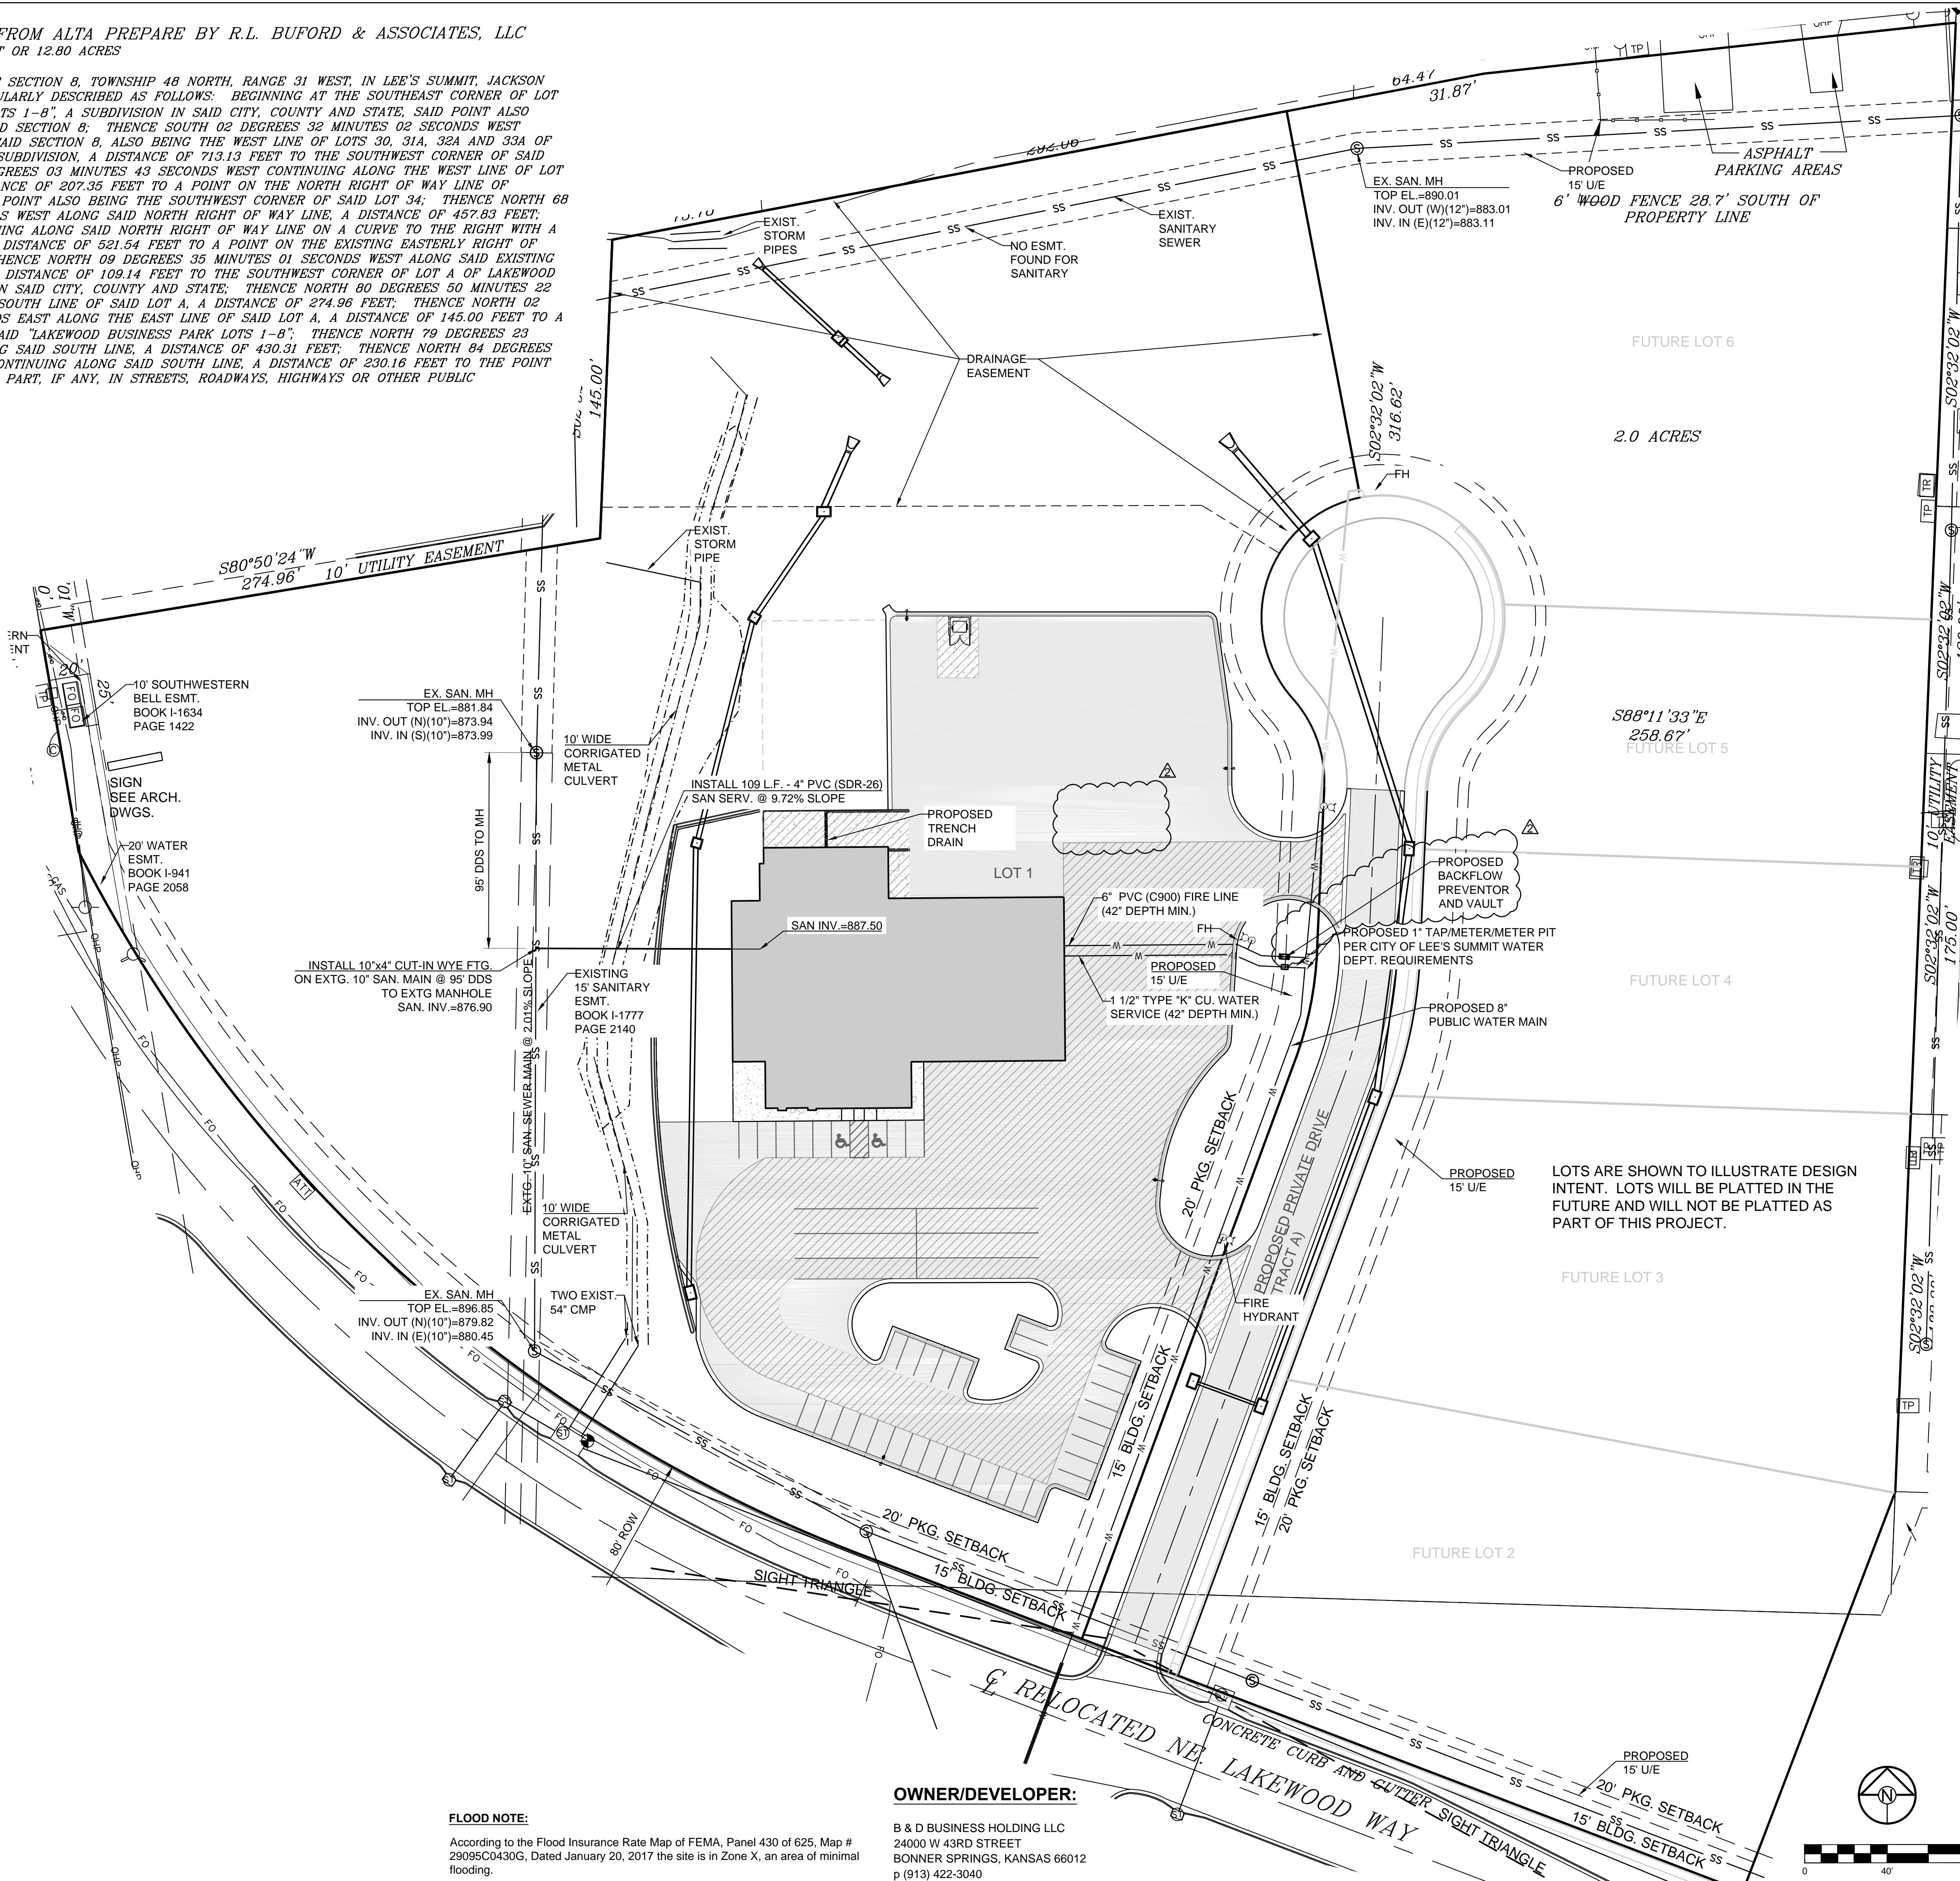 FROM ALTA PREPARE BY R.L. BUFORD & ASSOCIATES, LLC
T OR 12.80 ACRES
SECTION 8, TOWNSHIP 48 NORTH, RANGE 31 WEST, IN LEE'S SUMMIT, JACKSON
ULARLY DESCRIBED AS FOLLOWS: BEGINNING AT THE SOUTHEAST CORNER OF LOT
TS 1-8", A SUBDIVISION IN SAID CITY, COUNTY AND STATE, SAID POINT ALSO
D SECTION 8; THENCE SOUTH 02 DEGREES 32 MINUTES 02 SECONDS WEST
AID SECTION 8, ALSO BEING THE WEST LINE OF LOTS 30, 31A, 32A AND 33A OF
SUBDIVISION, A DISTANCE OF 713.13 FEET TO THE SOUTHWEST CORNER OF SAID
GREES 03 MINUTES 43 SECONDS WEST CONTINUING ALONG THE WEST LINE OF LOT
NCE OF 207.35 FEET TO A POINT ON THE NORTH RIGHT OF WAY LINE OF
POINT ALSO BEING THE SOUTHWEST CORNER OF SAID LOT 34; THENCE NORTH 68
S WEST ALONG SAID NORTH RIGHT OF WAY LINE, A DISTANCE OF 457.83 FEET;
ING ALONG SAID NORTH RIGHT OF WAY LINE ON A CURVE TO THE RIGHT WITH A
DISTANCE OF 521.54 FEET TO A POINT ON THE EXISTING EASTERLY RIGHT OF
HENCE NORTH 09 DEGREES 35 MINUTES 01 SECONDS WEST ALONG SAID EXISTING
DISTANCE OF 109.14 FEET TO THE SOUTHWEST CORNER OF LOT A OF LAKEWOOD
N SAID CITY, COUNTY AND STATE; THENCE NORTH 80 DEGREES 50 MINUTES 22
SOUTH LINE OF SAID LOT A, A DISTANCE OF 274.96 FEET; THENCE NORTH 02
DS EAST ALONG THE EAST LINE OF SAID LOT A, A DISTANCE OF 145.00 FEET TO A
AID "LAKEWOOD BUSINESS PARK LOTS 1-8"; THENCE NORTH 79 DEGREES 23
G SAID SOUTH LINE, A DISTANCE OF 430.31 FEET; THENCE NORTH 84 DEGREES
ONTINUING ALONG SAID SOUTH LINE, A DISTANCE OF 230.16 FEET TO THE POINT
PART, IF ANY, IN STREETS, ROADWAYS, HIGHWAYS OR OTHER PUBLIC
64.47
31.87'
292.06
TP
ASPHALT
PARKING AREAS
PROPOSED
15' U/E
6' WOOD FENCE 28.7' SOUTH OF
PROPERTY LINE
EX. SAN. MH
TOP EL.=890.01
INV. OUT (W)(12")=883.01
INV. IN (E)(12")=883.11
EXIST.
STORM
PIPES
NO ESMT.
FOUND FOR
SANITARY
EXIST.
SANITARY
SEWER
FUTURE LOT 6
2.0 ACRES
DRAINAGE
EASEMENT
145.00'
S02°32'02"W
316.62'
FH
S02°32'02"W
EXIST.
STORM
PIPE
S80°50'24"W
274.96'
10' UTILITY EASEMENT
20'
25'
10' SOUTHWESTERN
BELL ESMT.
BOOK I-1634
PAGE 1422
SIGN
SEE ARCH.
DWGS.
20' WATER
ESMT.
BOOK I-941
PAGE 2058
EX. SAN. MH
TOP EL.=881.84
INV. OUT (N)(10")=873.94
INV. IN (S)(10")=873.99
10' WIDE
CORRIGATED
METAL
CULVERT
95' DDS TO MH
INSTALL 109 L.F. - 4" PVC (SDR-26)
SAN SERV. @ 9.72% SLOPE
PROPOSED
TRENCH
DRAIN
LOT 1
2
2
PROPOSED
BACKFLOW
PREVENTOR
AND VAULT
6" PVC (C900) FIRE LINE
(42" DEPTH MIN.)
FH
PROPOSED 1" TAP/METER/METER PIT
PER CITY OF LEE'S SUMMIT WATER
DEPT. REQUIREMENTS
PROPOSED
15' U/E
1 1/2" TYPE "K" CU. WATER
SERVICE (42" DEPTH MIN.)
PROPOSED 8"
PUBLIC WATER MAIN
SAN INV.=887.50
INSTALL 10"x4" CUT-IN WYE FTG.
ON EXTG. 10" SAN. MAIN @ 95' DDS
TO EXTG MANHOLE
SAN. INV.=876.90
EXISTING
15' SANITARY
ESMT.
BOOK I-1777
PAGE 2140
EXTG. 10" SAN. SEWER MAIN @ 2.01% SLOPE
S88°11'33"E
258.67'
FUTURE LOT 5
10' UTILITY
EASEMENT
S02°32'02"W
S02°32'02"W
175.00'
FUTURE LOT 4
20' PKG. SETBACK
PROPOSED PRIVATE DRIVE
TRACT A)
PROPOSED
15' U/E
LOTS ARE SHOWN TO ILLUSTRATE DESIGN
INTENT. LOTS WILL BE PLATTED IN THE
FUTURE AND WILL NOT BE PLATTED AS
PART OF THIS PROJECT.
FUTURE LOT 3
S02°32'02"W
10' WIDE
CORRIGATED
METAL
CULVERT
TWO EXIST.
54" CMP
EX. SAN. MH
TOP EL.=896.85
INV. OUT (N)(10")=879.82
INV. IN (E)(10")=880.45
FIRE
HYDRANT
ATT
GAS
OHP
FO
TP
TR
15' BLDG. SETBACK
15' BLDG. SETBACK
20' PKG. SETBACK
80' ROW
20' PKG. SETBACK
15' BLDG. SETBACK
SIGHT TRIANGLE
FUTURE LOT 2
RELOCATED NE. LAKEWOOD WAY
CONCRETE CURB AND GUTTER
SIGHT TRIANGLE
PROPOSED
15' U/E
20' PKG. SETBACK
15' BLDG. SETBACK
N
0 40'
FLOOD NOTE:
According to the Flood Insurance Rate Map of FEMA, Panel 430 of 625, Map #
29095C0430G, Dated January 20, 2017 the site is in Zone X, an area of minimal
flooding.
OWNER/DEVELOPER:
B & D BUSINESS HOLDING LLC
24000 W 43RD STREET
BONNER SPRINGS, KANSAS 66012
p (913) 422-3040